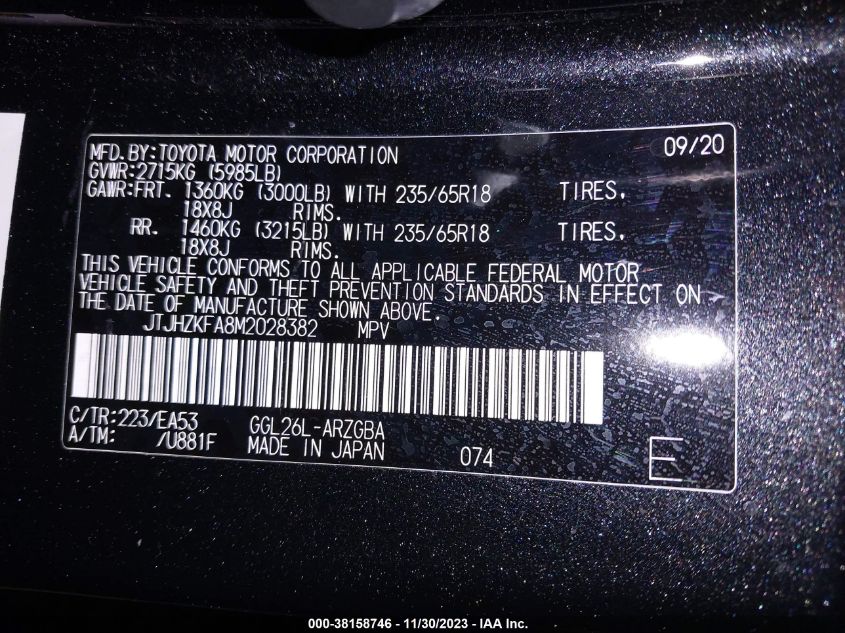 MFD.BY:TOYOTA MOTOR CORPORATION 09/20
GVWR:2715KG (5985LB)
GAWR:FRT. 1360KG (3000LB) WITH 235/65R18 TIRES,
18X8J RIMS.
RR. 1460KG (3215LB) WITH 235/65R18 TIRES,
18X8J RIMS.
THIS VEHICLE CONFORMS TO ALL APPLICABLE FEDERAL MOTOR
VEHICLE SAFETY AND THEFT PREVENTION STANDARDS IN EFFECT ON
THE DATE OF MANUFACTURE SHOWN ABOVE.
JTJHZKFA8M2028382 MPV
C/TR:223/EA53 GGL26L-ARZGBA
A/TM: /U881F MADE IN JAPAN 074 E
000-38158746 - 11/30/2023 - IAA Inc.